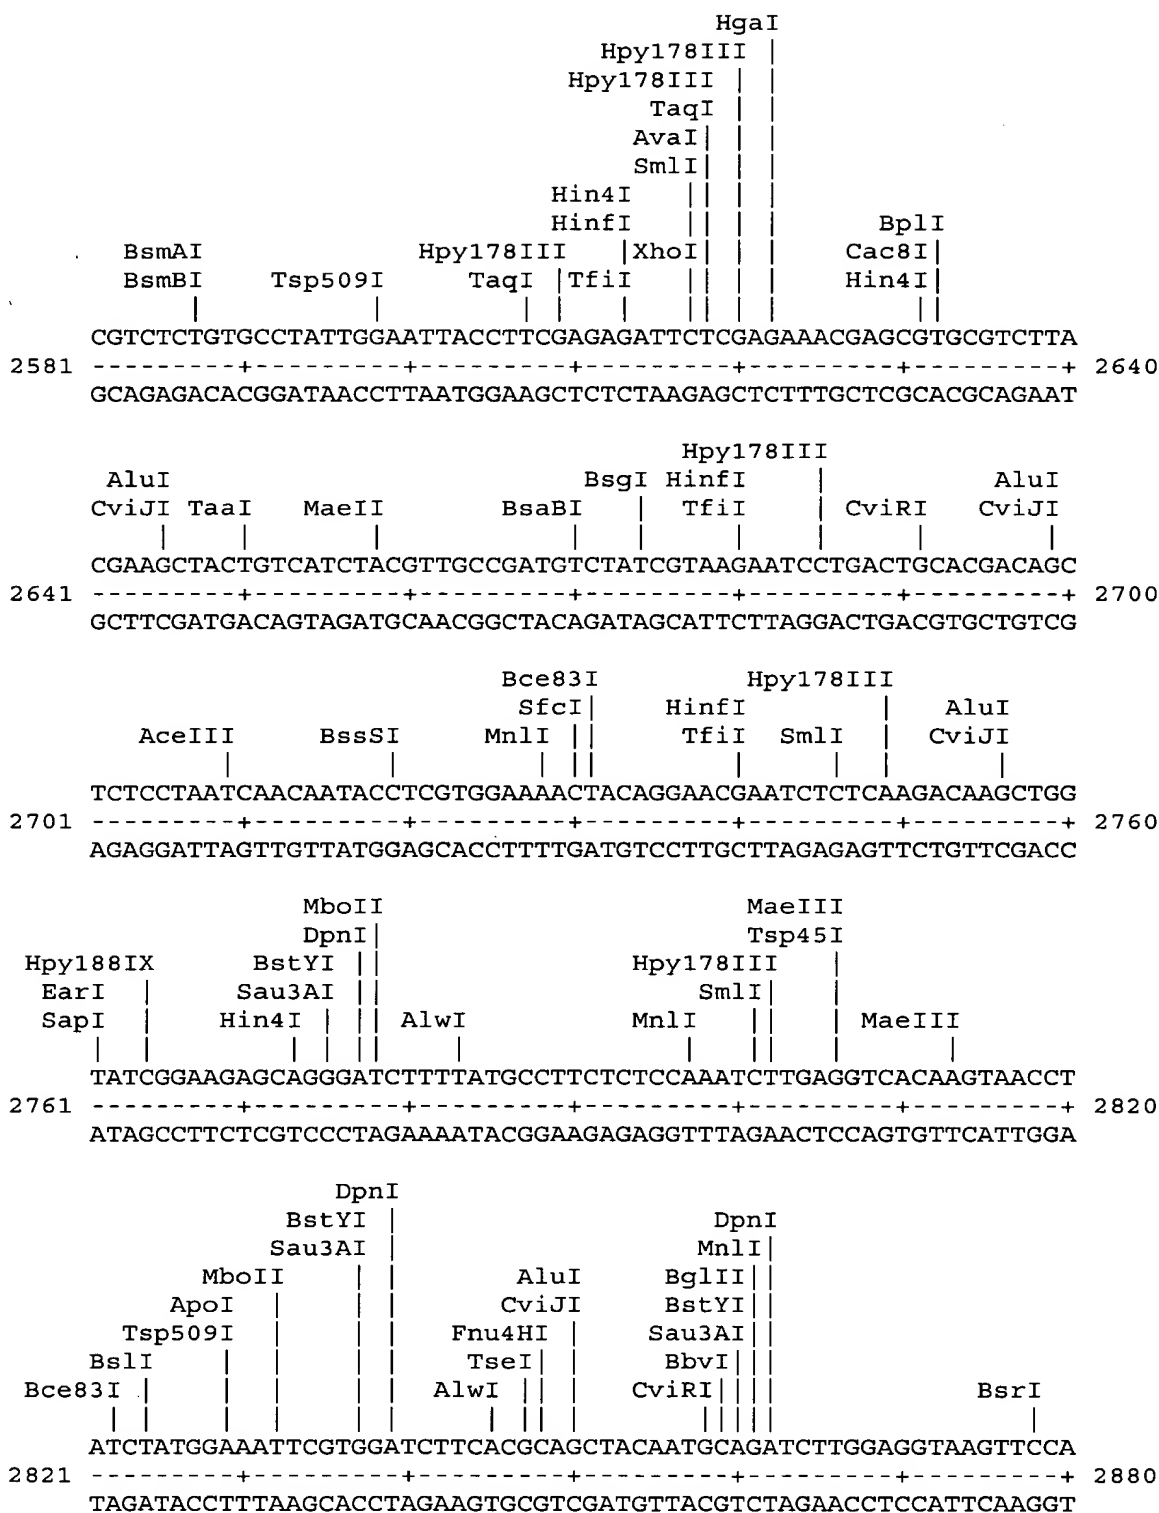 HgaI
Hpy178III |
Hpy178III | |
TaqI | |
AvaI| | |
SmlI| | |
Hin4I || | |
HinfI || | | BplI
BsmAI Hpy178III |XhoI| | | Cac8I|
BsmBI Tsp509I TaqI |TfiI || | | Hin4I|
CGTCTCTGTGCCTATTGGAATTACCTTCGAGAGATTCTCGAGAAACGAGCGTGCGTCTTA
2581 ---------+---------+---------+---------+---------+---------+ 2640
GCAGAGACACGGATAACCTTAATGGAAGCTCTCTAAGAGCTCTTTGCTCGCACGCAGAAT
Hpy178III
AluI BsgI HinfI | AluI
CviJI TaaI MaeII BsaBI | TfiI | CviRI CviJI
CGAAGCTACTGTCATCTACGTTGCCGATGTCTATCGTAAGAATCCTGACTGCACGACAGC
2641 ---------+---------+---------+---------+---------+---------+ 2700
GCTTCGATGACAGTAGATGCAACGGCTACAGATAGCATTCTTAGGACTGACGTGCTGTCG
Bce83I Hpy178III
SfcI| HinfI | AluI
AceIII BssSI MnlI || TfiI SmlI | CviJI
TCTCCTAATCAACAATACCTCGTGGAAAACTACAGGAACGAATCTCTCAAGACAAGCTGG
2701 ---------+---------+---------+---------+---------+---------+ 2760
AGAGGATTAGTTGTTATGGAGCACCTTTTGATGTCCTTGCTTAGAGAGTTCTGTTCGACC
MboII MaeIII
DpnI| Tsp45I
Hpy188IX BstYI || Hpy178III |
EarI | Sau3AI || SmlI| |
SapI | Hin4I | || AlwI MnlI || | MaeIII
TATCGGAAGAGCAGGGATCTTTTATGCCTTCTCTCCAAATCTTGAGGTCACAAGTAACCT
2761 ---------+---------+---------+---------+---------+---------+ 2820
ATAGCCTTCTCGTCCCTAGAAAATACGGAAGAGAGGTTTAGAACTCCAGTGTTCATTGGA
DpnI
BstYI | DpnI
Sau3AI | MnlI|
MboII | | AluI BglII||
ApoI | | | CviJI BstYI||
Tsp509I | | | Fnu4HI | Sau3AI||
BslI | | | | TseI| | BbvI|||
Bce83I | | | | | AlwI || | CviRI|||| BsrI
ATCTATGGAAATTCGTGGATCTTCACGCAGCTACAATGCAGATCTTGGAGGTAAGTTCCA
2821 ---------+---------+---------+---------+---------+---------+ 2880
TAGATACCTTTAAGCACCTAGAAGTGCGTCGATGTTACGTCTAGAACCTCCATTCAAGGT